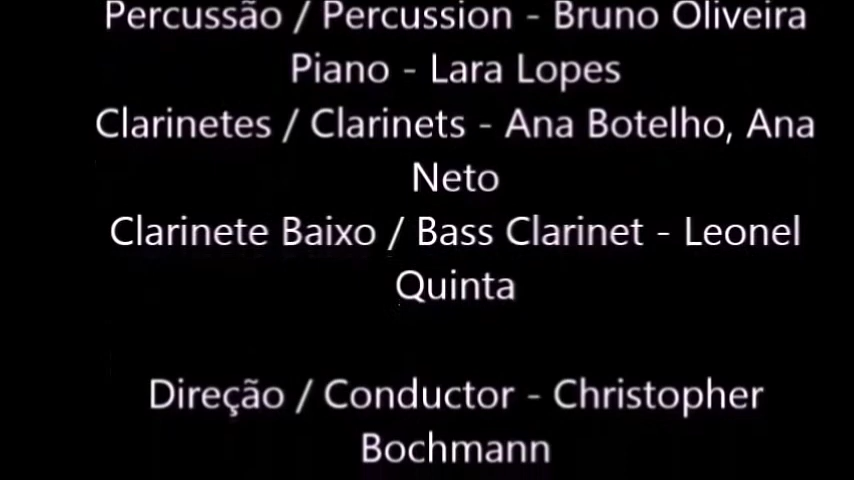 Percussão / Percussion - Bruno Oliveira
Piano - Lara Lopes
Clarinetes / Clarinets - Ana Botelho, Ana
Neto
Clarinete Baixo / Bass Clarinet - Leonel
Quinta
Direção / Conductor - Christopher
Bochmann